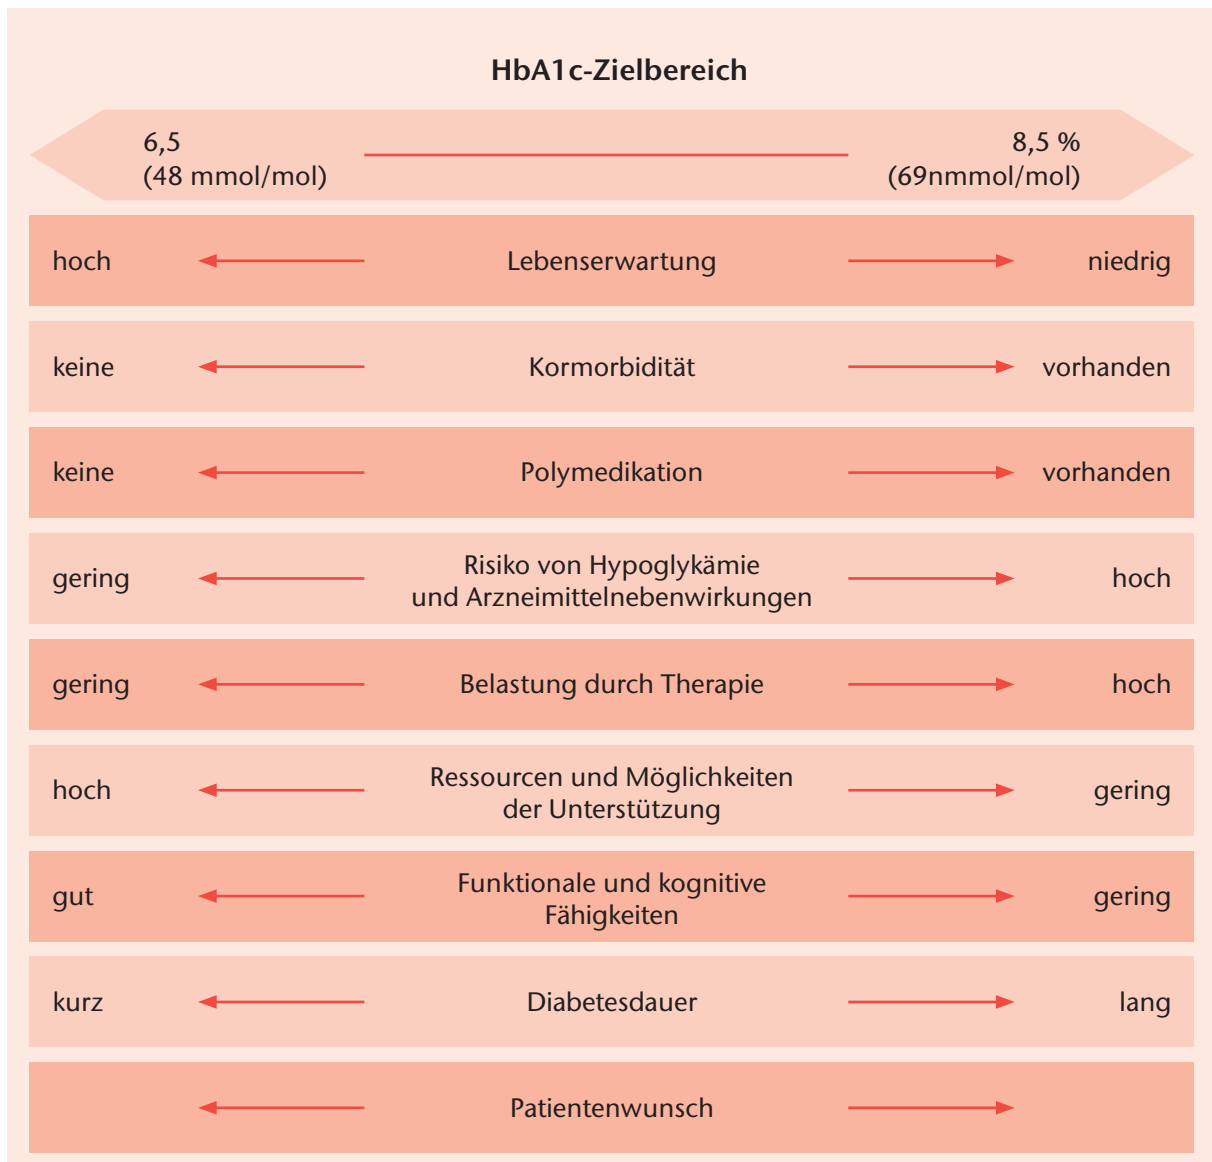 HbA1c-Zielbereich
6,5
(48 mmol/mol)
8,5 %
(69nmmol/mol)
hoch Lebenserwartung niedrig
keine Kormorbidität vorhanden
keine Polymedikation vorhanden
gering Risiko von Hypoglykämie
und Arzneimittelnebenwirkungen hoch
gering Belastung durch Therapie hoch
hoch Ressourcen und Möglichkeiten
der Unterstützung gering
gut Funktionale und kognitive
Fähigkeiten gering
kurz Diabetesdauer lang
Patientenwunsch